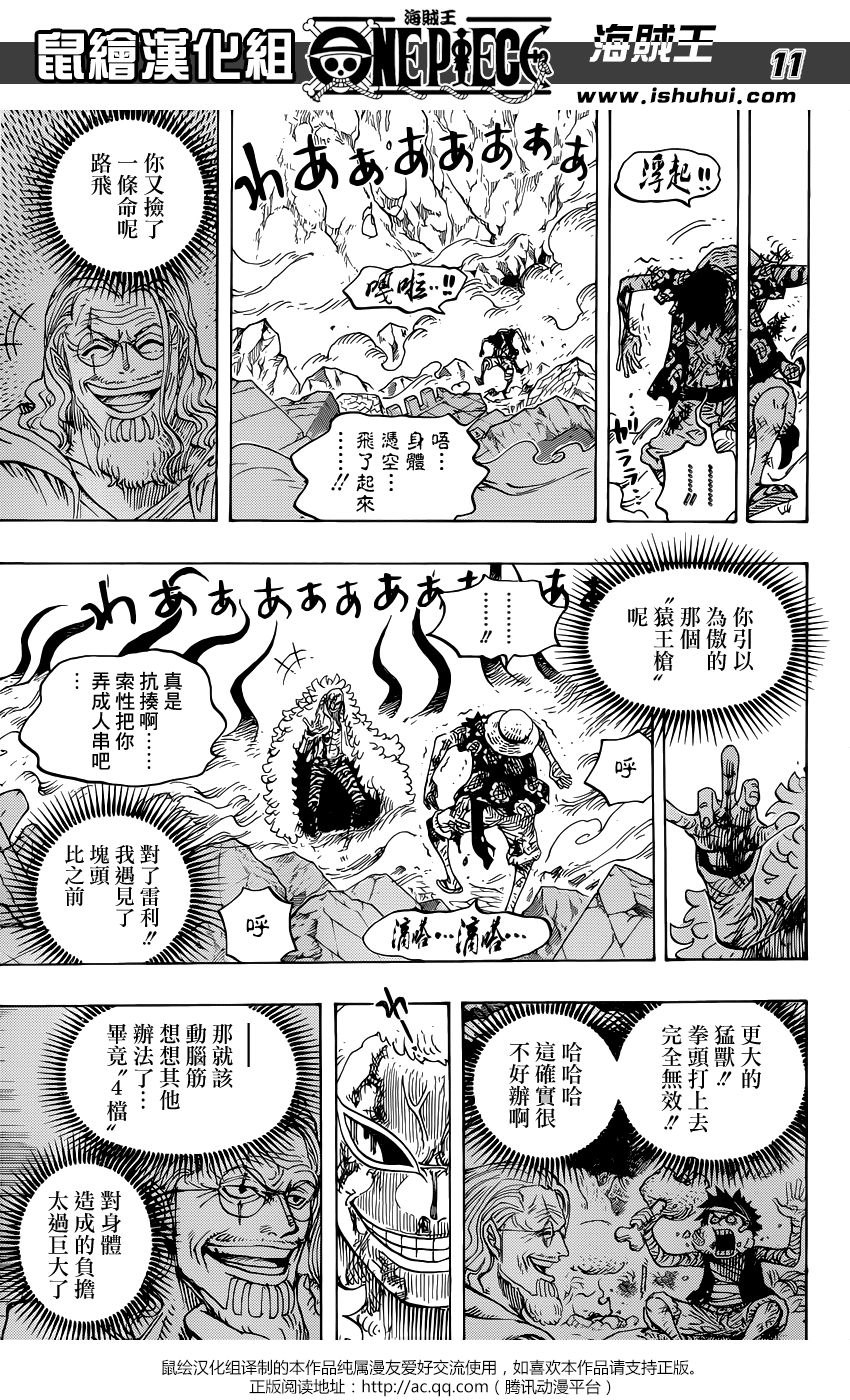 鼠繪漢化組
海賊王
ONE PIECE
海賊王
11
www.ishuhui.com
浮起!!
………
わあああああああ
嘎啦…!!
唔…
身體
憑空…
飛了起來
……!!
ガラララ
你又撿了
一條命呢
路飛
你引以
為傲的
那個
〝猿王槍〞
呢
………
……!!
わああああああああ
呼
真是
抗揍啊……
索性把你
弄成人串吧
…
對了雷利!!
我遇見了
塊頭
比之前
呼
滴嗒…滴嗒…
更大的
猛獸!!
拳頭打上去
完全無效!!
哈哈哈
這確實很
不好辦啊
わ
──
那就該
動腦筋
想想其他
辦法了…
畢竟〝4檔〞
對身體
造成的負擔
太過巨大了
鼠绘汉化组译制的本作品纯属漫友爱好交流使用，如喜欢本作品请支持正版。
正版阅读地址：http://ac.qq.com（腾讯动漫平台）